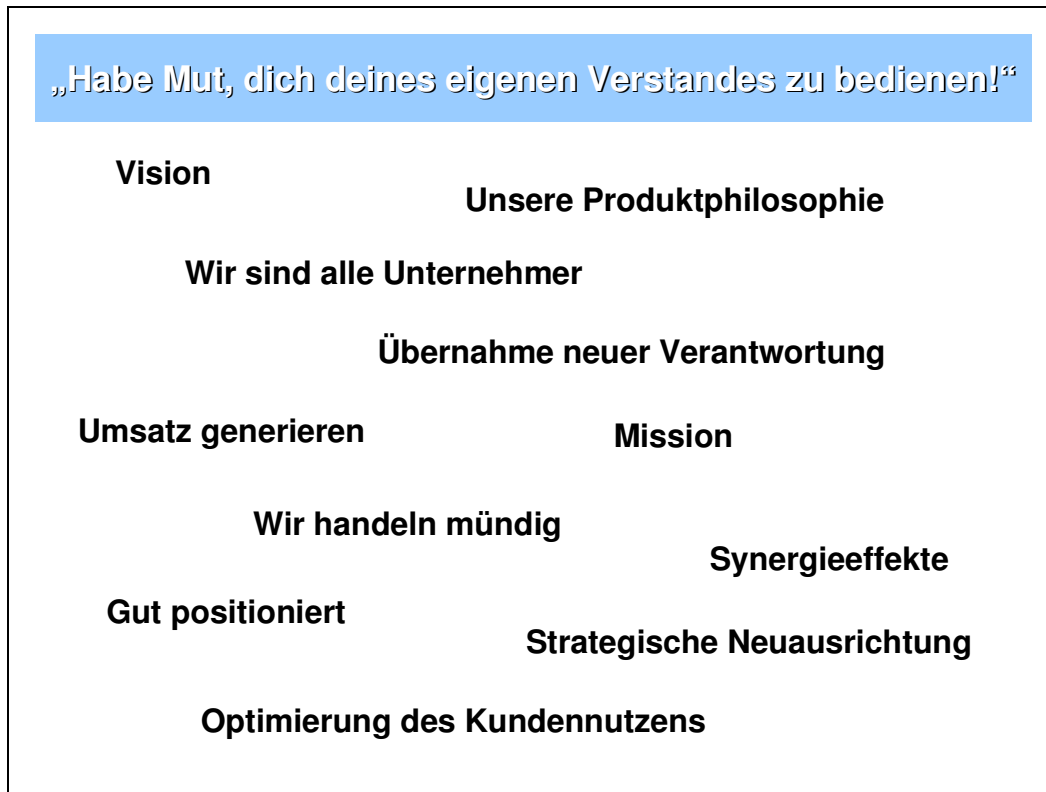 „Habe Mut, dich deines eigenen Verstandes zu bedienen!“
Vision
Unsere Produktphilosophie
Wir sind alle Unternehmer
Übernahme neuer Verantwortung
Umsatz generieren
Mission
Wir handeln mündig
Synergieeffekte
Gut positioniert
Strategische Neuausrichtung
Optimierung des Kundennutzens